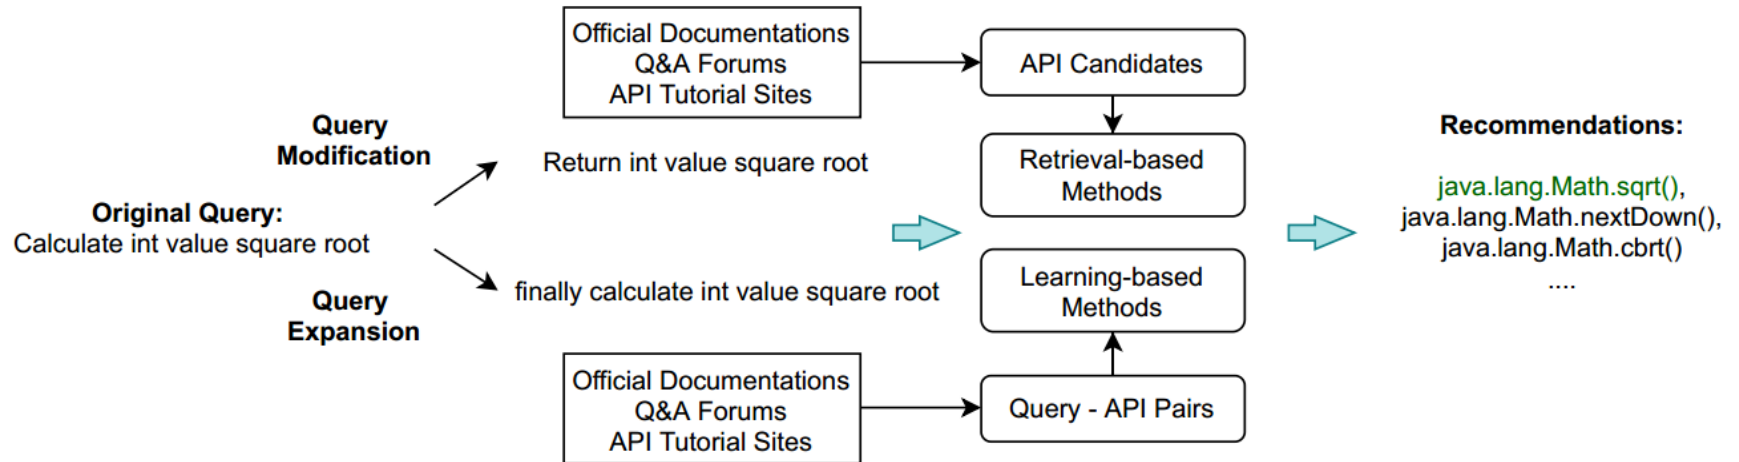 Official Documentations
Q&A Forums
API Tutorial Sites
API Candidates
Query
Modification
Return int value square root
Retrieval-based
Methods
Original Query:
Calculate int value square root
Query
Expansion
finally calculate int value square root
Learning-based
Methods
Official Documentations
Q&A Forums
API Tutorial Sites
Query - API Pairs
Recommendations:
java.lang.Math.sqrt(),
java.lang.Math.nextDown(),
java.lang.Math.cbrt()
....